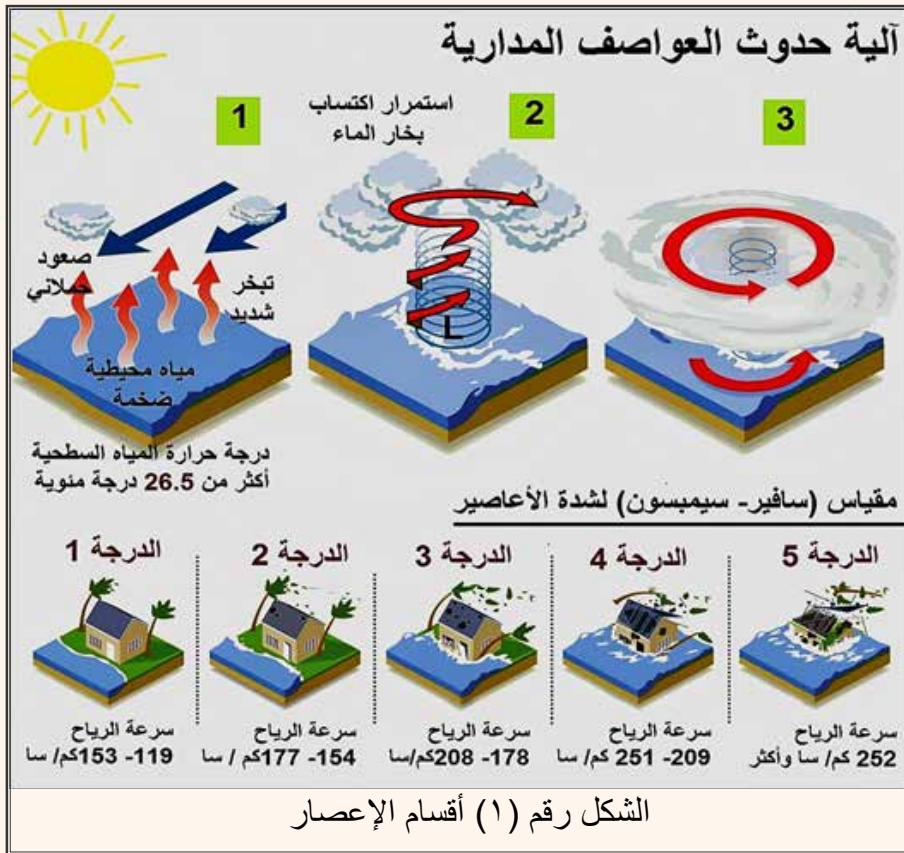 آلية حدوث العواصف المدارية
1
2
3
استمرار اكتساب
بخار الماء
صعود
حملاني
تبخر
شديد
مياه محيطية
ضخمة
L
درجة حرارة المياه السطحية
أكثر من 26.5 درجة مئوية
مقياس (سافير- سيمبسون) لشدة الأعاصير
الدرجة 1
الدرجة 2
الدرجة 3
الدرجة 4
الدرجة 5
سرعة الرياح
119- 153كم/ سا
سرعة الرياح
154- 177كم / سا
سرعة الرياح
178- 208كم/سا
سرعة الرياح
209- 251 كم/ سا
سرعة الرياح
252 كم/ سا وأكثر
الشكل رقم (١) أقسام الإعصار